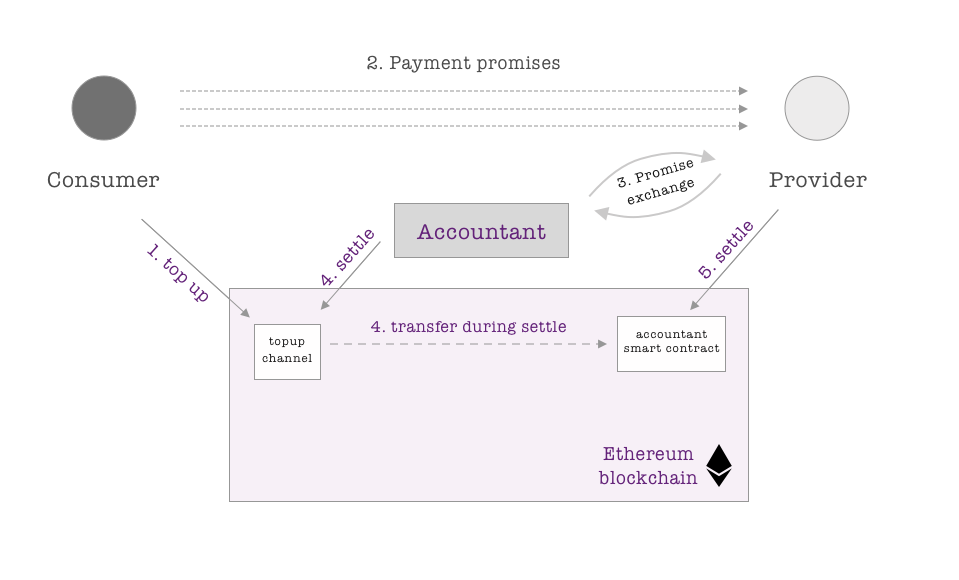 2. Payment promises
Consumer
Provider
3. Promise
exchange
Accountant
1. top up
4. settle
5. settle
4. transfer during settle
topup
channel
accountant
smart contract
Ethereum
blockchain